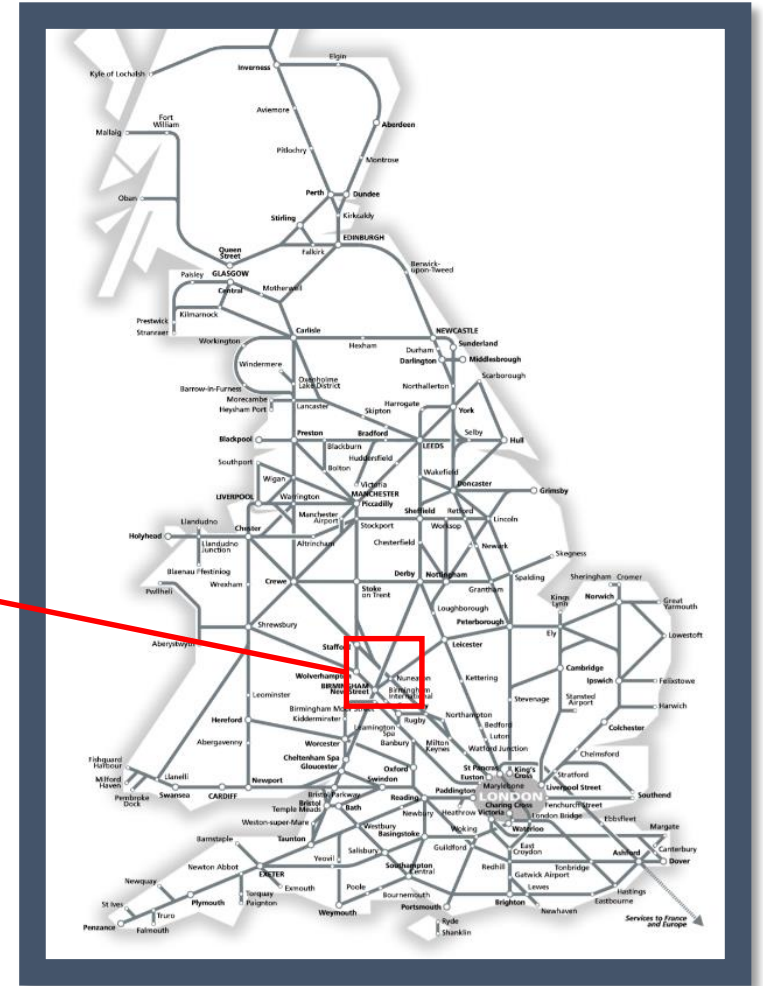 Elgin
Inverness
Kyle of Lochalsh
Aviemore
Fort
William
Aberdeen
Mallaig
Pitlochry
Montrose
Perth
Dundee
Oban
Stirling
Kirkcaldy
EDINBURGH
Queen
Street
Falkirk
Berwick-
upon-Tweed
Paisley
GLASGOW
Central
Motherwell
Prestwick
Kilmarnock
Stranraer
Carlisle
NEWCASTLE
Workington
Hexham
Sunderland
Durham
Darlington
Middlesbrough
Windermere
Scarborough
Oxenholme
Lake District
Barrow-in-Furness
Northallerton
Morecambe
Heysham Port
Lancaster
Harrogate
York
Skipton
Blackpool
Preston
Bradford
Selby
Hull
Blackburn
LEEDS
Huddersfield
Southport
Bolton
Wakefield
Wigan
Victoria
Doncaster
Grimsby
LIVERPOOL
Warrington
MANCHESTER
Piccadilly
Manchester
Airport
Sheffield
Retford
Llandudno
Stockport
Worksop
Lincoln
Holyhead
Chester
Llandudno
Junction
Altrincham
Chesterfield
Newark
Skegness
Blaenau Ffestiniog
Derby
Nottingham
Spalding
Sheringham
Cromer
Pwllheli
Wrexham
Crewe
Stoke
on Trent
Grantham
Kings
Lynn
Norwich
Great
Yarmouth
Loughborough
Peterborough
Shrewsbury
Ely
Lowestoft
Aberystwyth
Stafford
Leicester
Wolverhampton
Nuneaton
Cambridge
Kettering
Ipswich
Felixstowe
BIRMINGHAM
New Street
Birmingham
International
Leominster
Stevenage
Stansted
Airport
Harwich
Birmingham Moor Street
Kidderminster
Northampton
Hereford
Rugby
Bedford
Colchester
Leamington
Spa
Luton
Abergavenny
Worcester
Banbury
Milton
Keynes
Watford Junction
Chelmsford
Fishguard
Harbour
Cheltenham Spa
Gloucester
Oxford
St Pancras
King's
Cross
Euston
Stratford
Milford
Haven
Llanelli
Newport
Swindon
Marylebone
Liverpool Street
Pembroke
Dock
Swansea
CARDIFF
Bristol Parkway
Reading
Paddington
LONDON
Southend
Bristol
Temple Meads
Bath
Charing Cross
Fenchurch Street
Newbury
Heathrow
Victoria
London Bridge
Ebbsfleet
Weston-super-Mare
Westbury
Basingstoke
Woking
Waterloo
Margate
Barnstaple
Taunton
Salisbury
Guildford
East
Croydon
Canterbury
Yeovil
Redhill
Tonbridge
Ashford
Dover
Newton Abbot
EXETER
Southampton
Central
Gatwick Airport
Newquay
Exmouth
Poole
Lewes
Hastings
Torquay
Paignton
Bournemouth
Eastbourne
St Ives
Plymouth
Weymouth
Portsmouth
Brighton
Newhaven
Truro
Penzance
Falmouth
Ryde
Shanklin
Services to France
and Europe